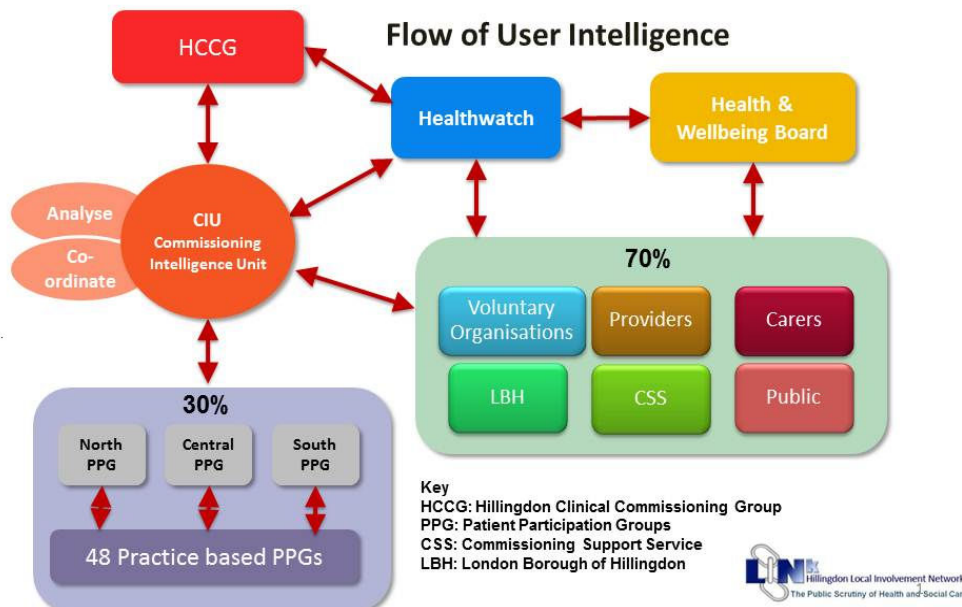 Flow of User Intelligence
HCCG
Healthwatch
Health &
Wellbeing Board
Analyse
Co-
ordinate
CIU
Commissioning
Intelligence Unit
70%
Voluntary
Organisations
Providers
Carers
LBH
CSS
Public
30%
North
PPG
Central
PPG
South
PPG
48 Practice based PPGs
Key
HCCG: Hillingdon Clinical Commissioning Group
PPG: Patient Participation Groups
CSS: Commissioning Support Service
LBH: London Borough of Hillingdon
LINk
Hillingdon Local Involvement Network
The Public Scrutiny of Health and Social Care
1